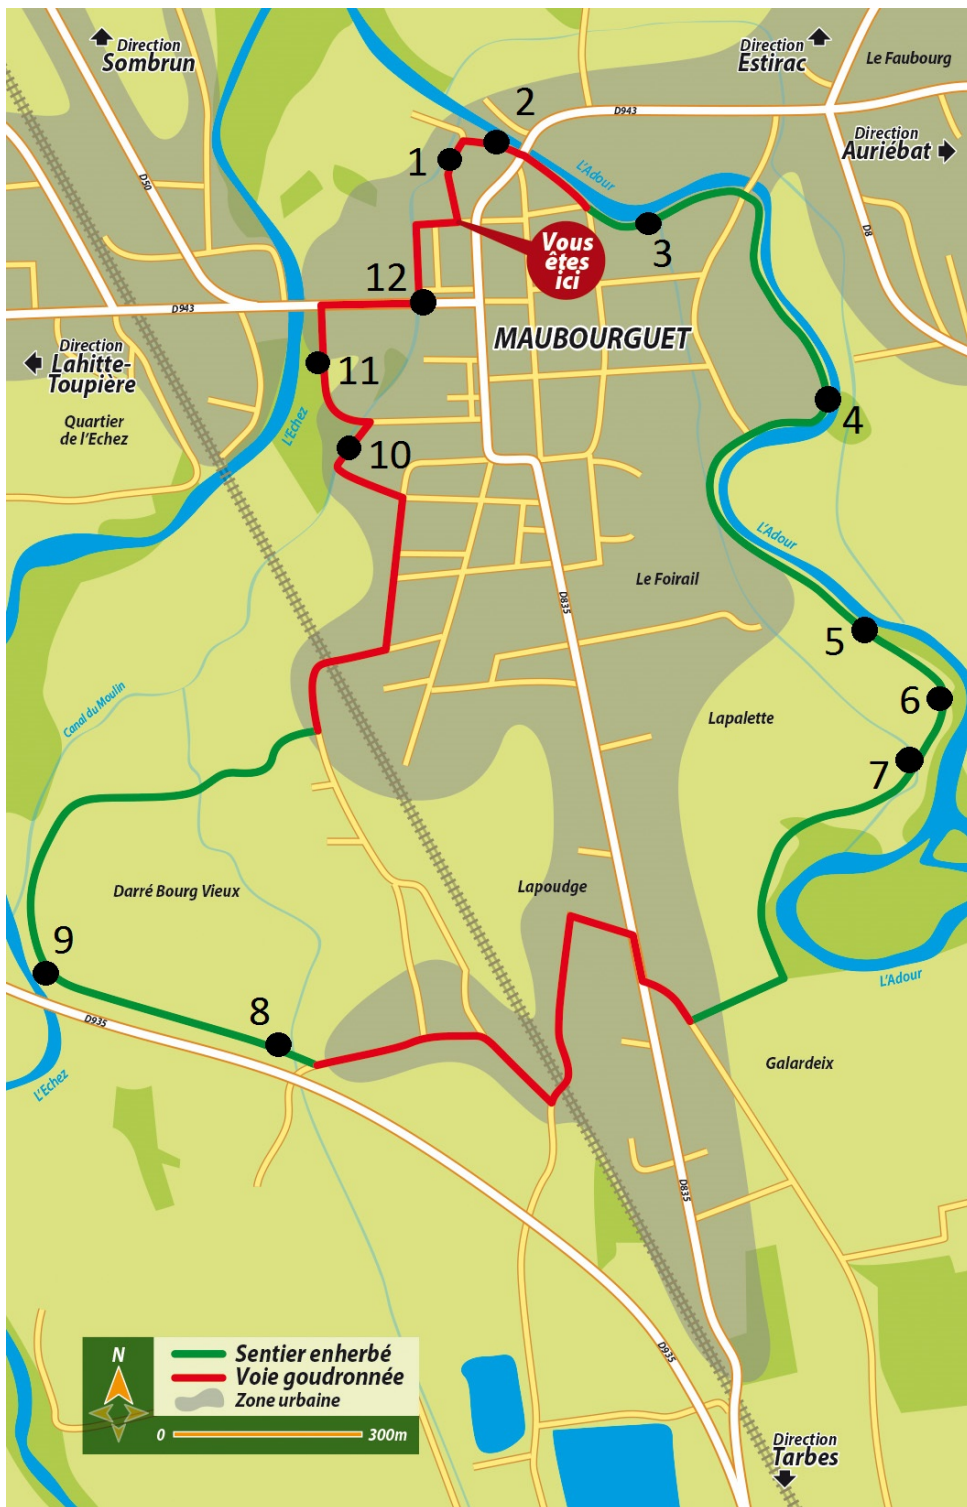 Direction
Sombrun
Direction
Estirac
Le Faubourg
2
D943
Direction
Auriébat
1
L'Adour
D50
D8
3
Vous
êtes
ici
12
D943
MAUBOURGUET
Direction
Lahitte-
Toupière
11
4
Quartier
de l'Echez
L'Echez
10
L'Adour
Le Foirail
D835
5
6
Canal du Moulin
Lapalette
7
Darré Bourg Vieux
Lapoudge
9
L'Adour
8
D935
L'Echez
Galardeix
D835
N
Sentier enherbé
Voie goudronnée
Zone urbaine
0
300m
D935
Direction
Tarbes